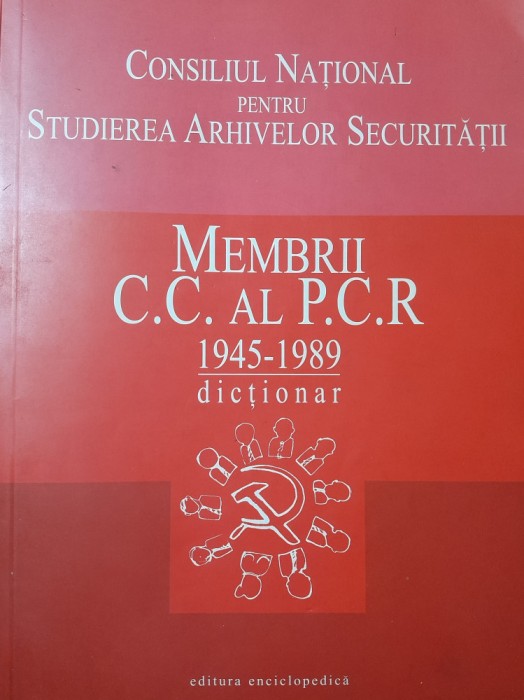 CONSILIUL NAȚIONAL
PENTRU
STUDIEREA ARHIVELOR SECURITĂȚII
MEMBRII
C.C. AL P.C.R
1945-1989
dicționar
editura enciclopedică